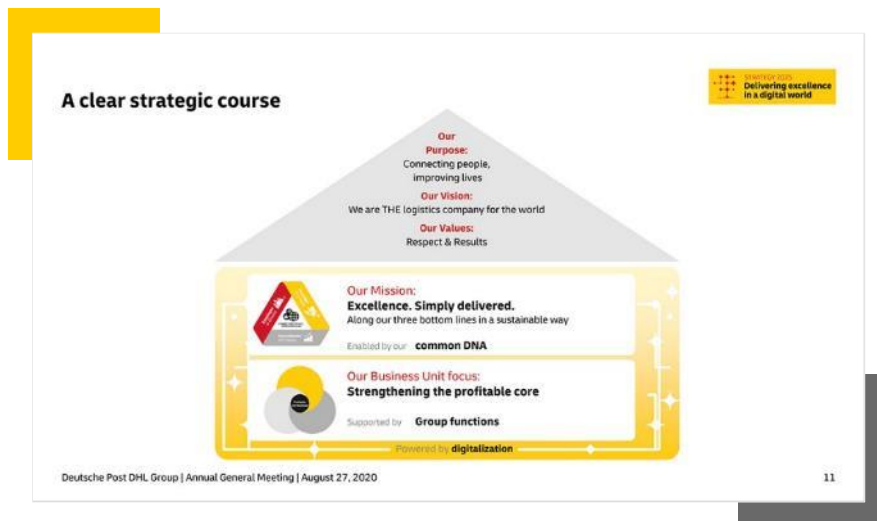 STRATEGY 2025
Delivering excellence
in a digital world
A clear strategic course
Our
Purpose:
Connecting people,
improving lives
Our Vision:
We are THE logistics company for the world
Our Values:
Respect & Results
Our Mission:
Excellence. Simply delivered.
Along our three bottom lines in a sustainable way
Enabled by our common DNA
Our Business Unit focus:
Strengthening the profitable core
Supported by Group functions
Powered by digitalization
Deutsche Post DHL Group | Annual General Meeting | August 27, 2020
11